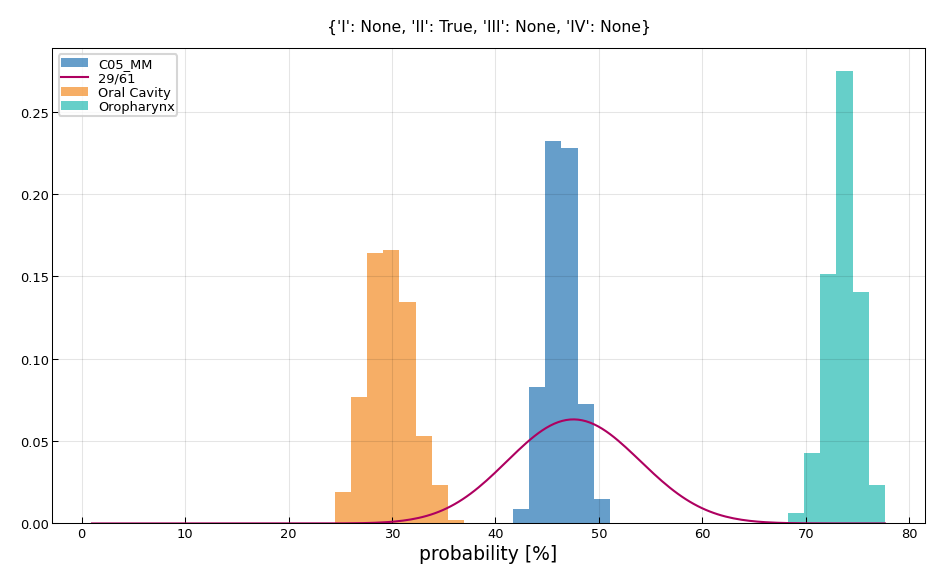 {'I': None, 'II': True, 'III': None, 'IV': None}
C05_MM
29/61
Oral Cavity
Oropharynx
0.25
0.20
0.15
0.10
0.05
0.00
0 10 20 30 40 50 60 70 80
probability [%]